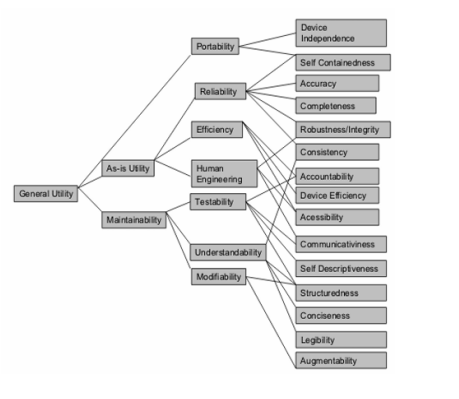 Device
Independence
Portability
Self Containedness
Reliability
Accuracy
Completeness
Efficiency
Robustness/Integrity
Consistency
As-is Utility
Human
Engineering
Accountability
General Utility
Testability
Device Efficiency
Acessibility
Maintainability
Communicativiness
Understandability
Self Descriptiveness
Modifiability
Structuredness
Conciseness
Legibility
Augmentability